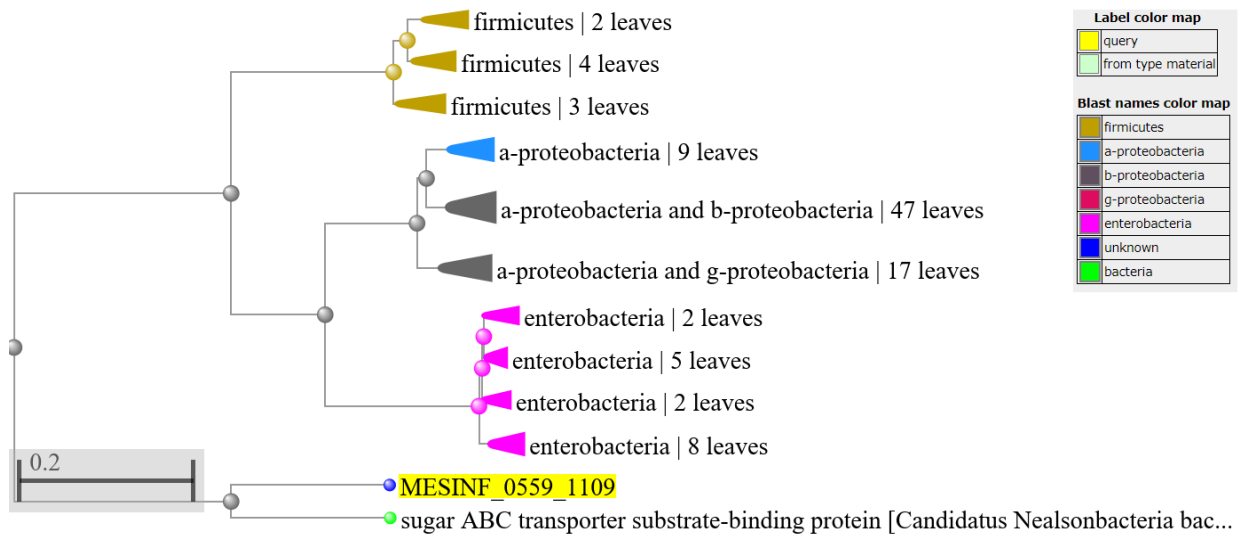 firmicutes | 2 leaves
firmicutes | 4 leaves
firmicutes | 3 leaves
a-proteobacteria | 9 leaves
a-proteobacteria and b-proteobacteria | 47 leaves
a-proteobacteria and g-proteobacteria | 17 leaves
enterobacteria | 2 leaves
enterobacteria | 5 leaves
enterobacteria | 2 leaves
enterobacteria | 8 leaves
0.2
MESINF_0559_1109
sugar ABC transporter substrate-binding protein [Candidatus Nealsonbacteria bac...
Label color map
query
from type material
Blast names color map
firmicutes
a-proteobacteria
b-proteobacteria
g-proteobacteria
enterobacteria
unknown
bacteria